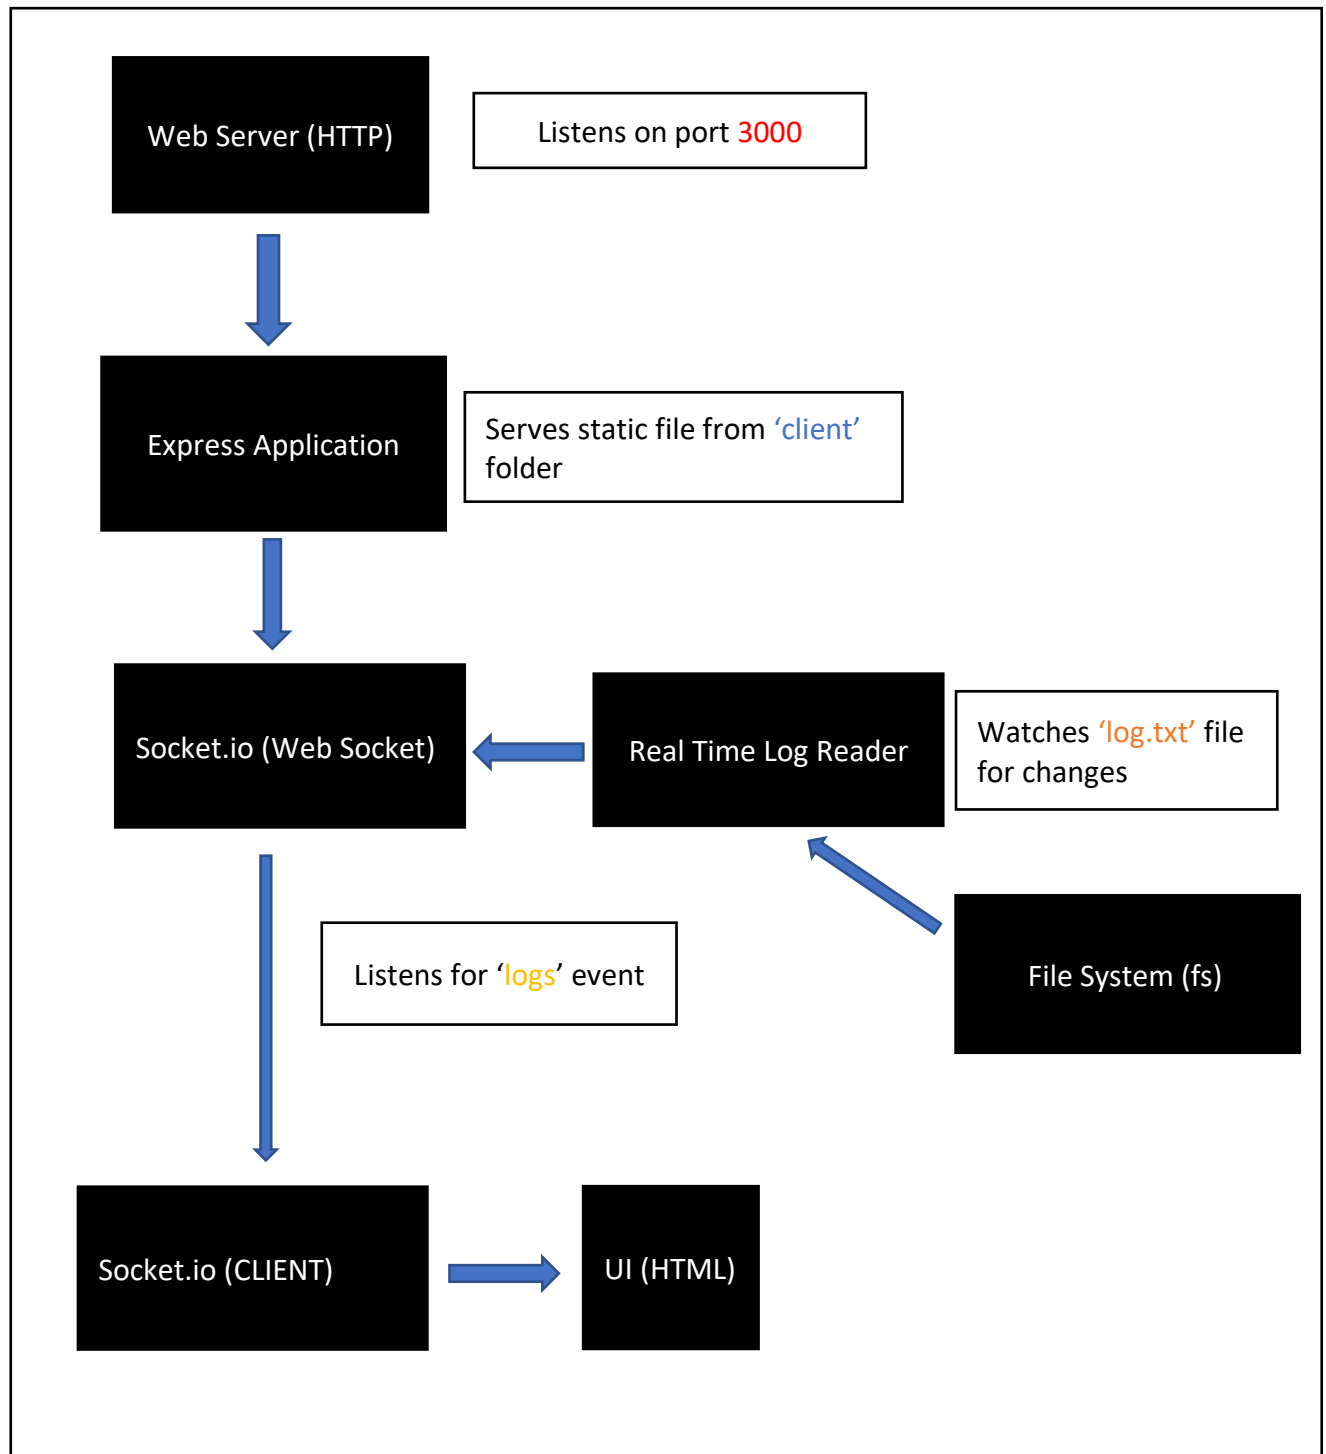 Web Server (HTTP)
Listens on port 3000
Express Application
Serves static file from ‘client’
folder
Socket.io (Web Socket)
Real Time Log Reader
Watches ‘log.txt’ file
for changes
Listens for ‘logs’ event
File System (fs)
Socket.io (CLIENT)
UI (HTML)